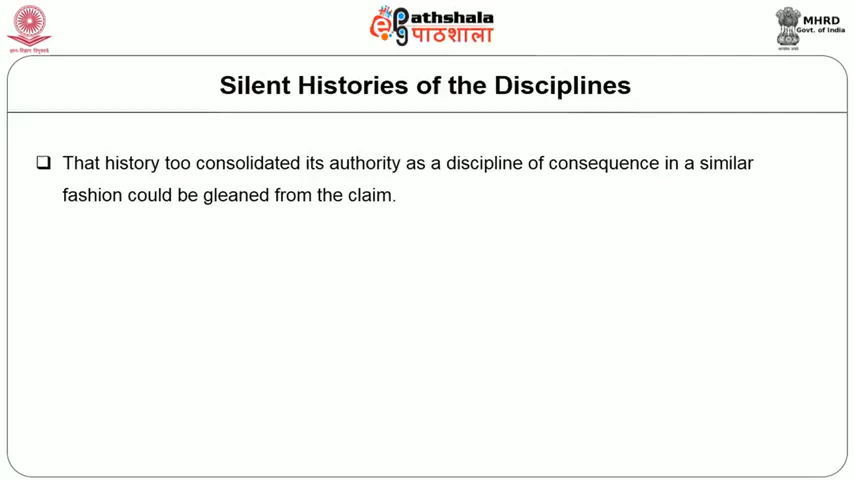 Pathshala
पाठशाला
MHRD
Govt. of India
Silent Histories of the Disciplines
That history too consolidated its authority as a discipline of consequence in a similar
fashion could be gleaned from the claim.